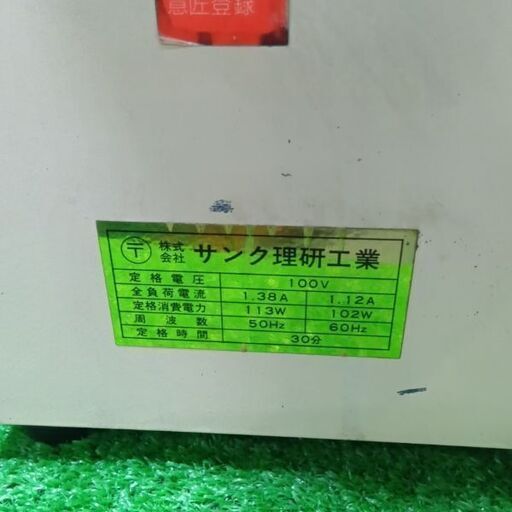 意匠登録
〒 株式会社 サンク理研工業
定格電圧 100V
全負荷電流 1.38A 1.12A
定格消費電力 113W 102W
周波数 50Hz 60Hz
定格時間 30分